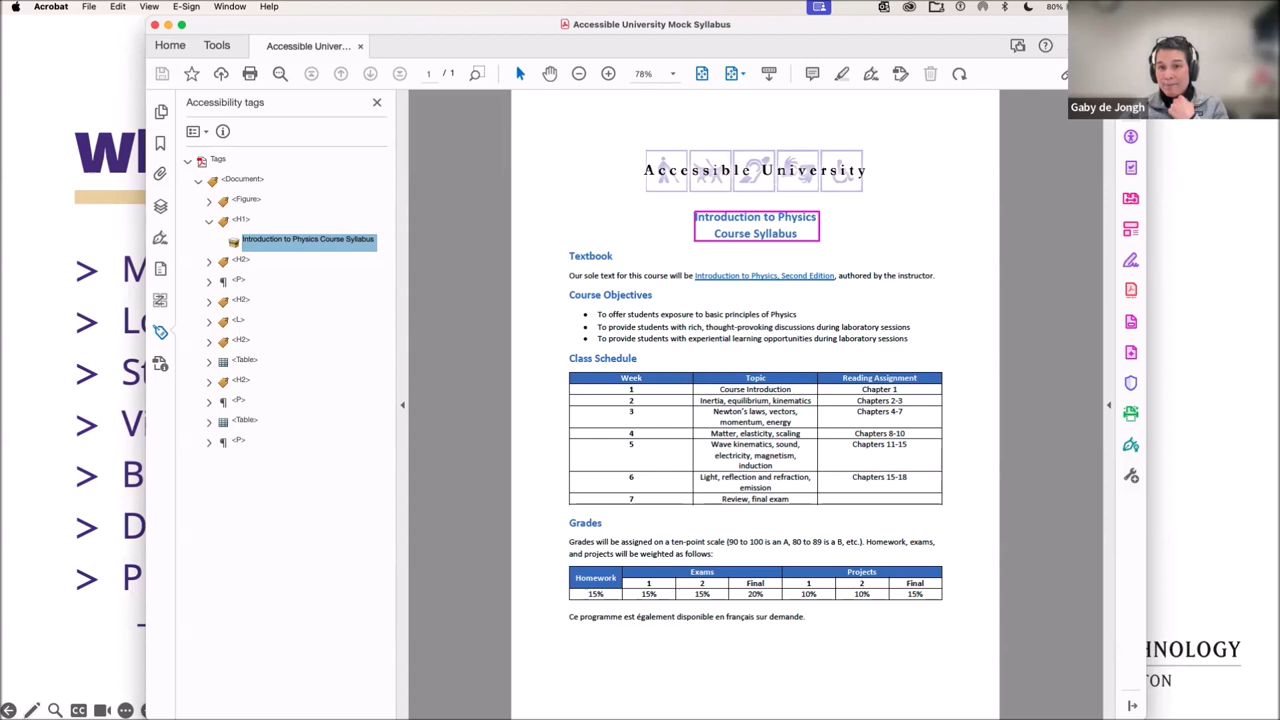 Acrobat File Edit View E-Sign Window Help 80%
Accessible University Mock Syllabus
Home Tools Accessible Univer...
1 / 1 78%
Gaby de Jongh
Accessibility tags
Tags
<Document>
<Figure>
<H1>
Introduction to Physics Course Syllabus
<H2>
<P>
<H2>
<L>
<H2>
<Table>
<H2>
<P>
<Table>
<P>
Accessible University
Introduction to Physics
Course Syllabus
Textbook
Our sole text for this course will be Introduction to Physics, Second Edition, authored by the instructor.
Course Objectives
To offer students exposure to basic principles of Physics
To provide students with rich, thought-provoking discussions during laboratory sessions
To provide students with experiential learning opportunities during laboratory sessions
Class Schedule
Week Topic Reading Assignment
1 Course Introduction Chapter 1
2 Inertia, equilibrium, kinematics Chapters 2-3
3 Newton's laws, vectors, Chapters 4-7
momentum, energy
4 Matter, elasticity, scaling Chapters 8-10
5 Wave kinematics, sound, Chapters 11-15
electricity, magnetism,
induction
6 Light, reflection and refraction, Chapters 15-18
emission
7 Review, final exam
Grades
Grades will be assigned on a ten-point scale (90 to 100 is an A, 80 to 89 is a B, etc.). Homework, exams,
and projects will be weighted as follows:
Homework Exams Projects
1 2 Final 1 2 Final
15% 15% 15% 20% 10% 10% 15%
Ce programme est également disponible en français sur demande.
W
> M
> L
> St
> Vi
> B
> D
> P
HNOLOGY
TON
CC